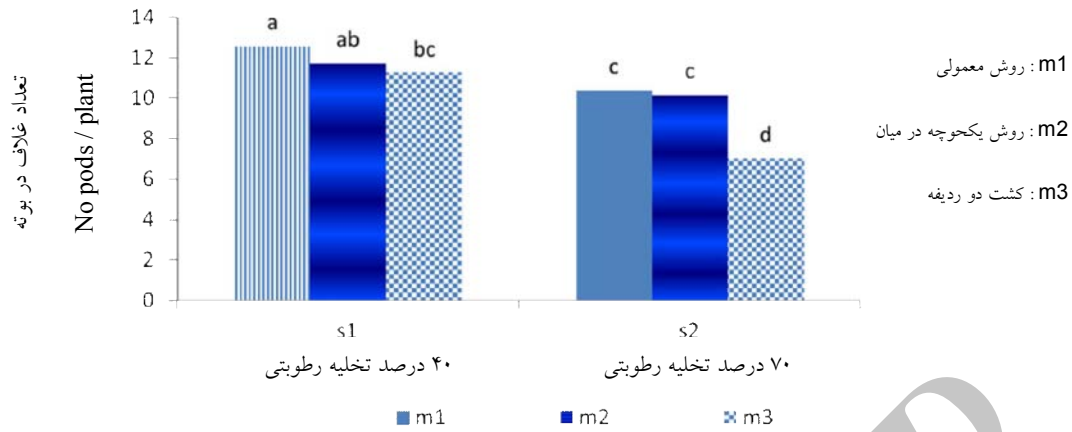 تعداد غلاف در بوته
No pods / plant
14
12
10
8
6
4
2
0
a
ab
bc
c
c
d
s1
s2
۴۰ درصد تخلیه رطوبتی
۷۰ درصد تخلیه رطوبتی
m1
m2
m3
m1: روش معمولی
m2: روش یکجوچه در میان
m3: کشت دو ردیفه